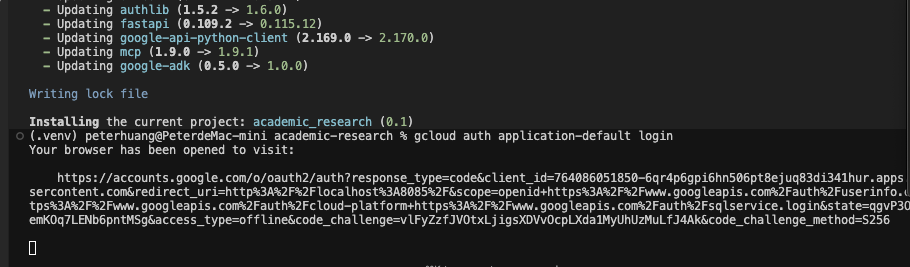 - Updating authlib (1.5.2 -> 1.6.0)
- Updating fastapi (0.109.2 -> 0.115.12)
- Updating google-api-python-client (2.169.0 -> 2.170.0)
- Updating mcp (1.9.0 -> 1.9.1)
- Updating google-adk (0.5.0 -> 1.0.0)
Writing lock file
Installing the current project: academic_research (0.1)
(.venv) peterhuang@PeterdeMac-mini academic-research % gcloud auth application-default login
Your browser has been opened to visit:
https://accounts.google.com/o/oauth2/auth?response_type=code&client_id=764086051850-6qr4p6gpi6hn506pt8ejuq83di341hur.apps
sercontent.com&redirect_uri=http%3A%2F%2Flocalhost%3A8085%2F&scope=openid+https%3A%2F%2Fwww.googleapis.com%2Fauth%2Fuserinfo.
tps%3A%2F%2Fwww.googleapis.com%2Fauth%2Fcloud-platform+https%3A%2F%2Fwww.googleapis.com%2Fauth%2Fsqlservice.login&state=qgvP3O
emKOq7LENb6pntMSg&access_type=offline&code_challenge=vlFyZzfJVOtxLjigsXDVvOcpLXda1MyUhUzMuLfJ4Ak&code_challenge_method=S256